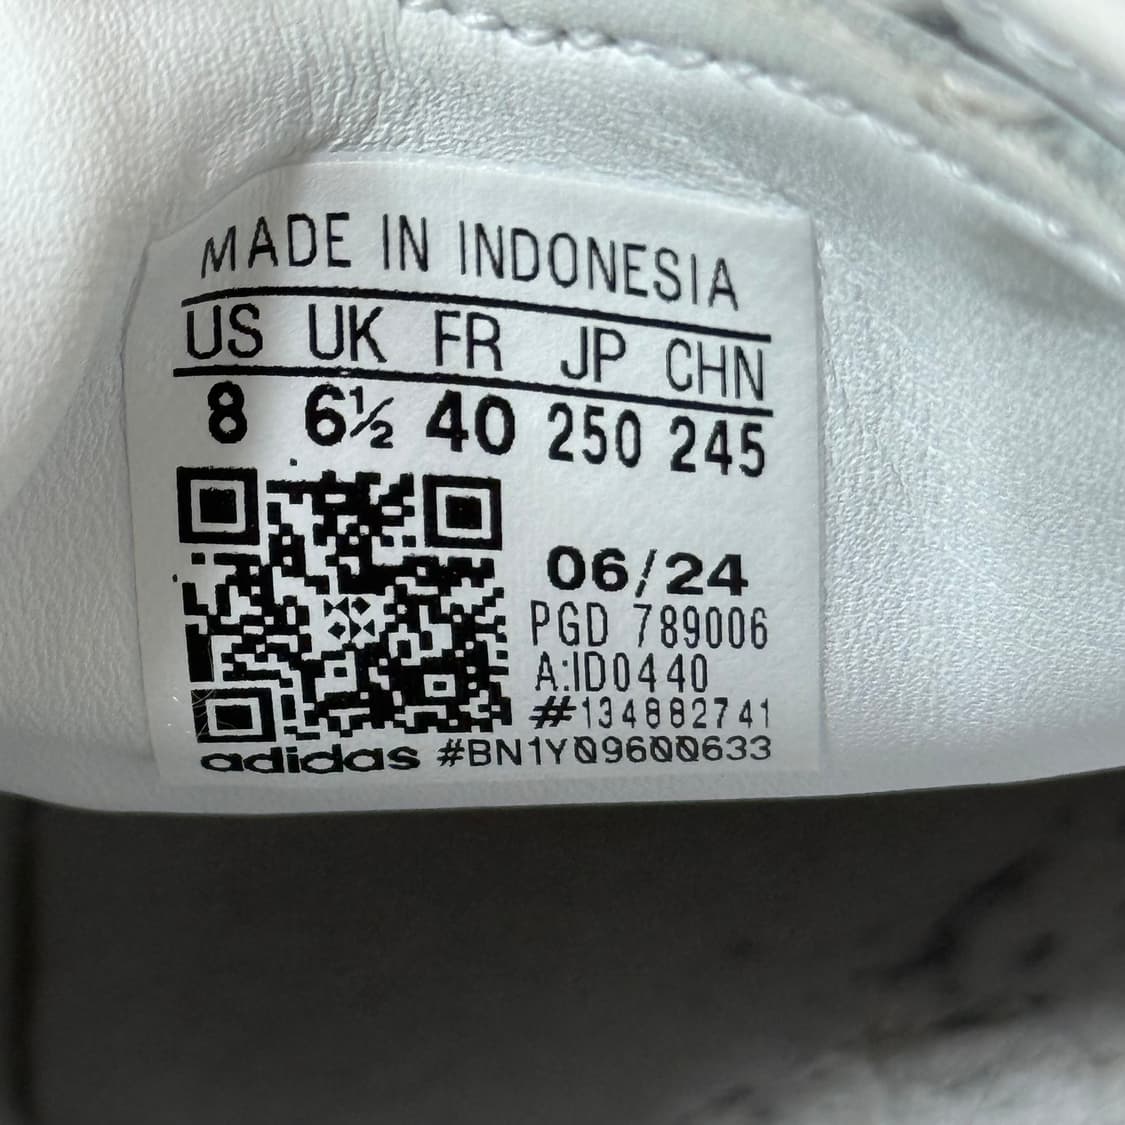 MADE IN INDONESIA
US UK FR JP CHN
8 6½ 40 250 245
06/24
PGD 789006
A:ID0440
#134882741
adidas #BN1Y09600633